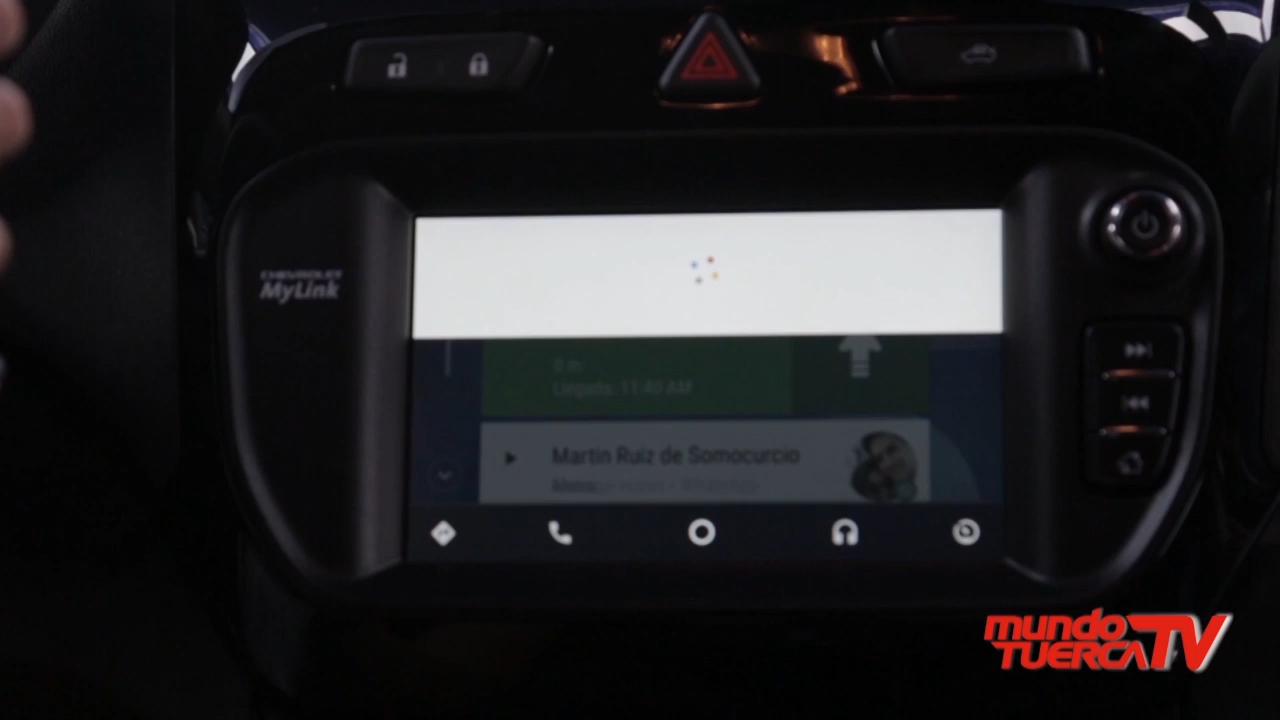 CHEVROLET
MyLink
0 m
Llegada: 11:40 AM
Martin Ruiz de Somocurcio
mundo
TUERCA TV